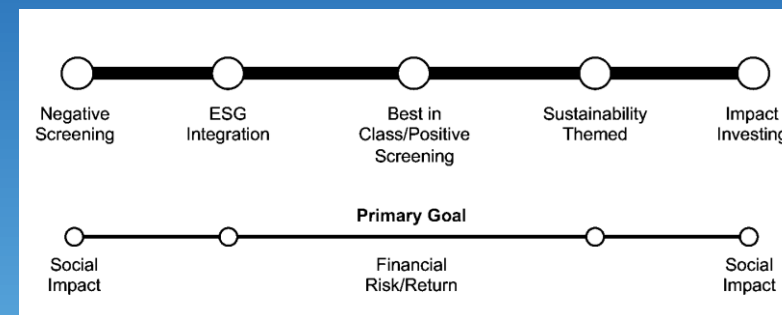 Negative
Screening
ESG
Integration
Best in
Class/Positive
Screening
Sustainability
Themed
Impact
Investing
Primary Goal
Social
Impact
Financial
Risk/Return
Social
Impact